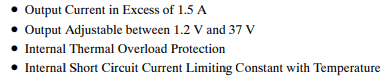 • Output Current in Excess of 1.5 A
• Output Adjustable between 1.2 V and 37 V
• Internal Thermal Overload Protection
• Internal Short Circuit Current Limiting Constant with Temperature